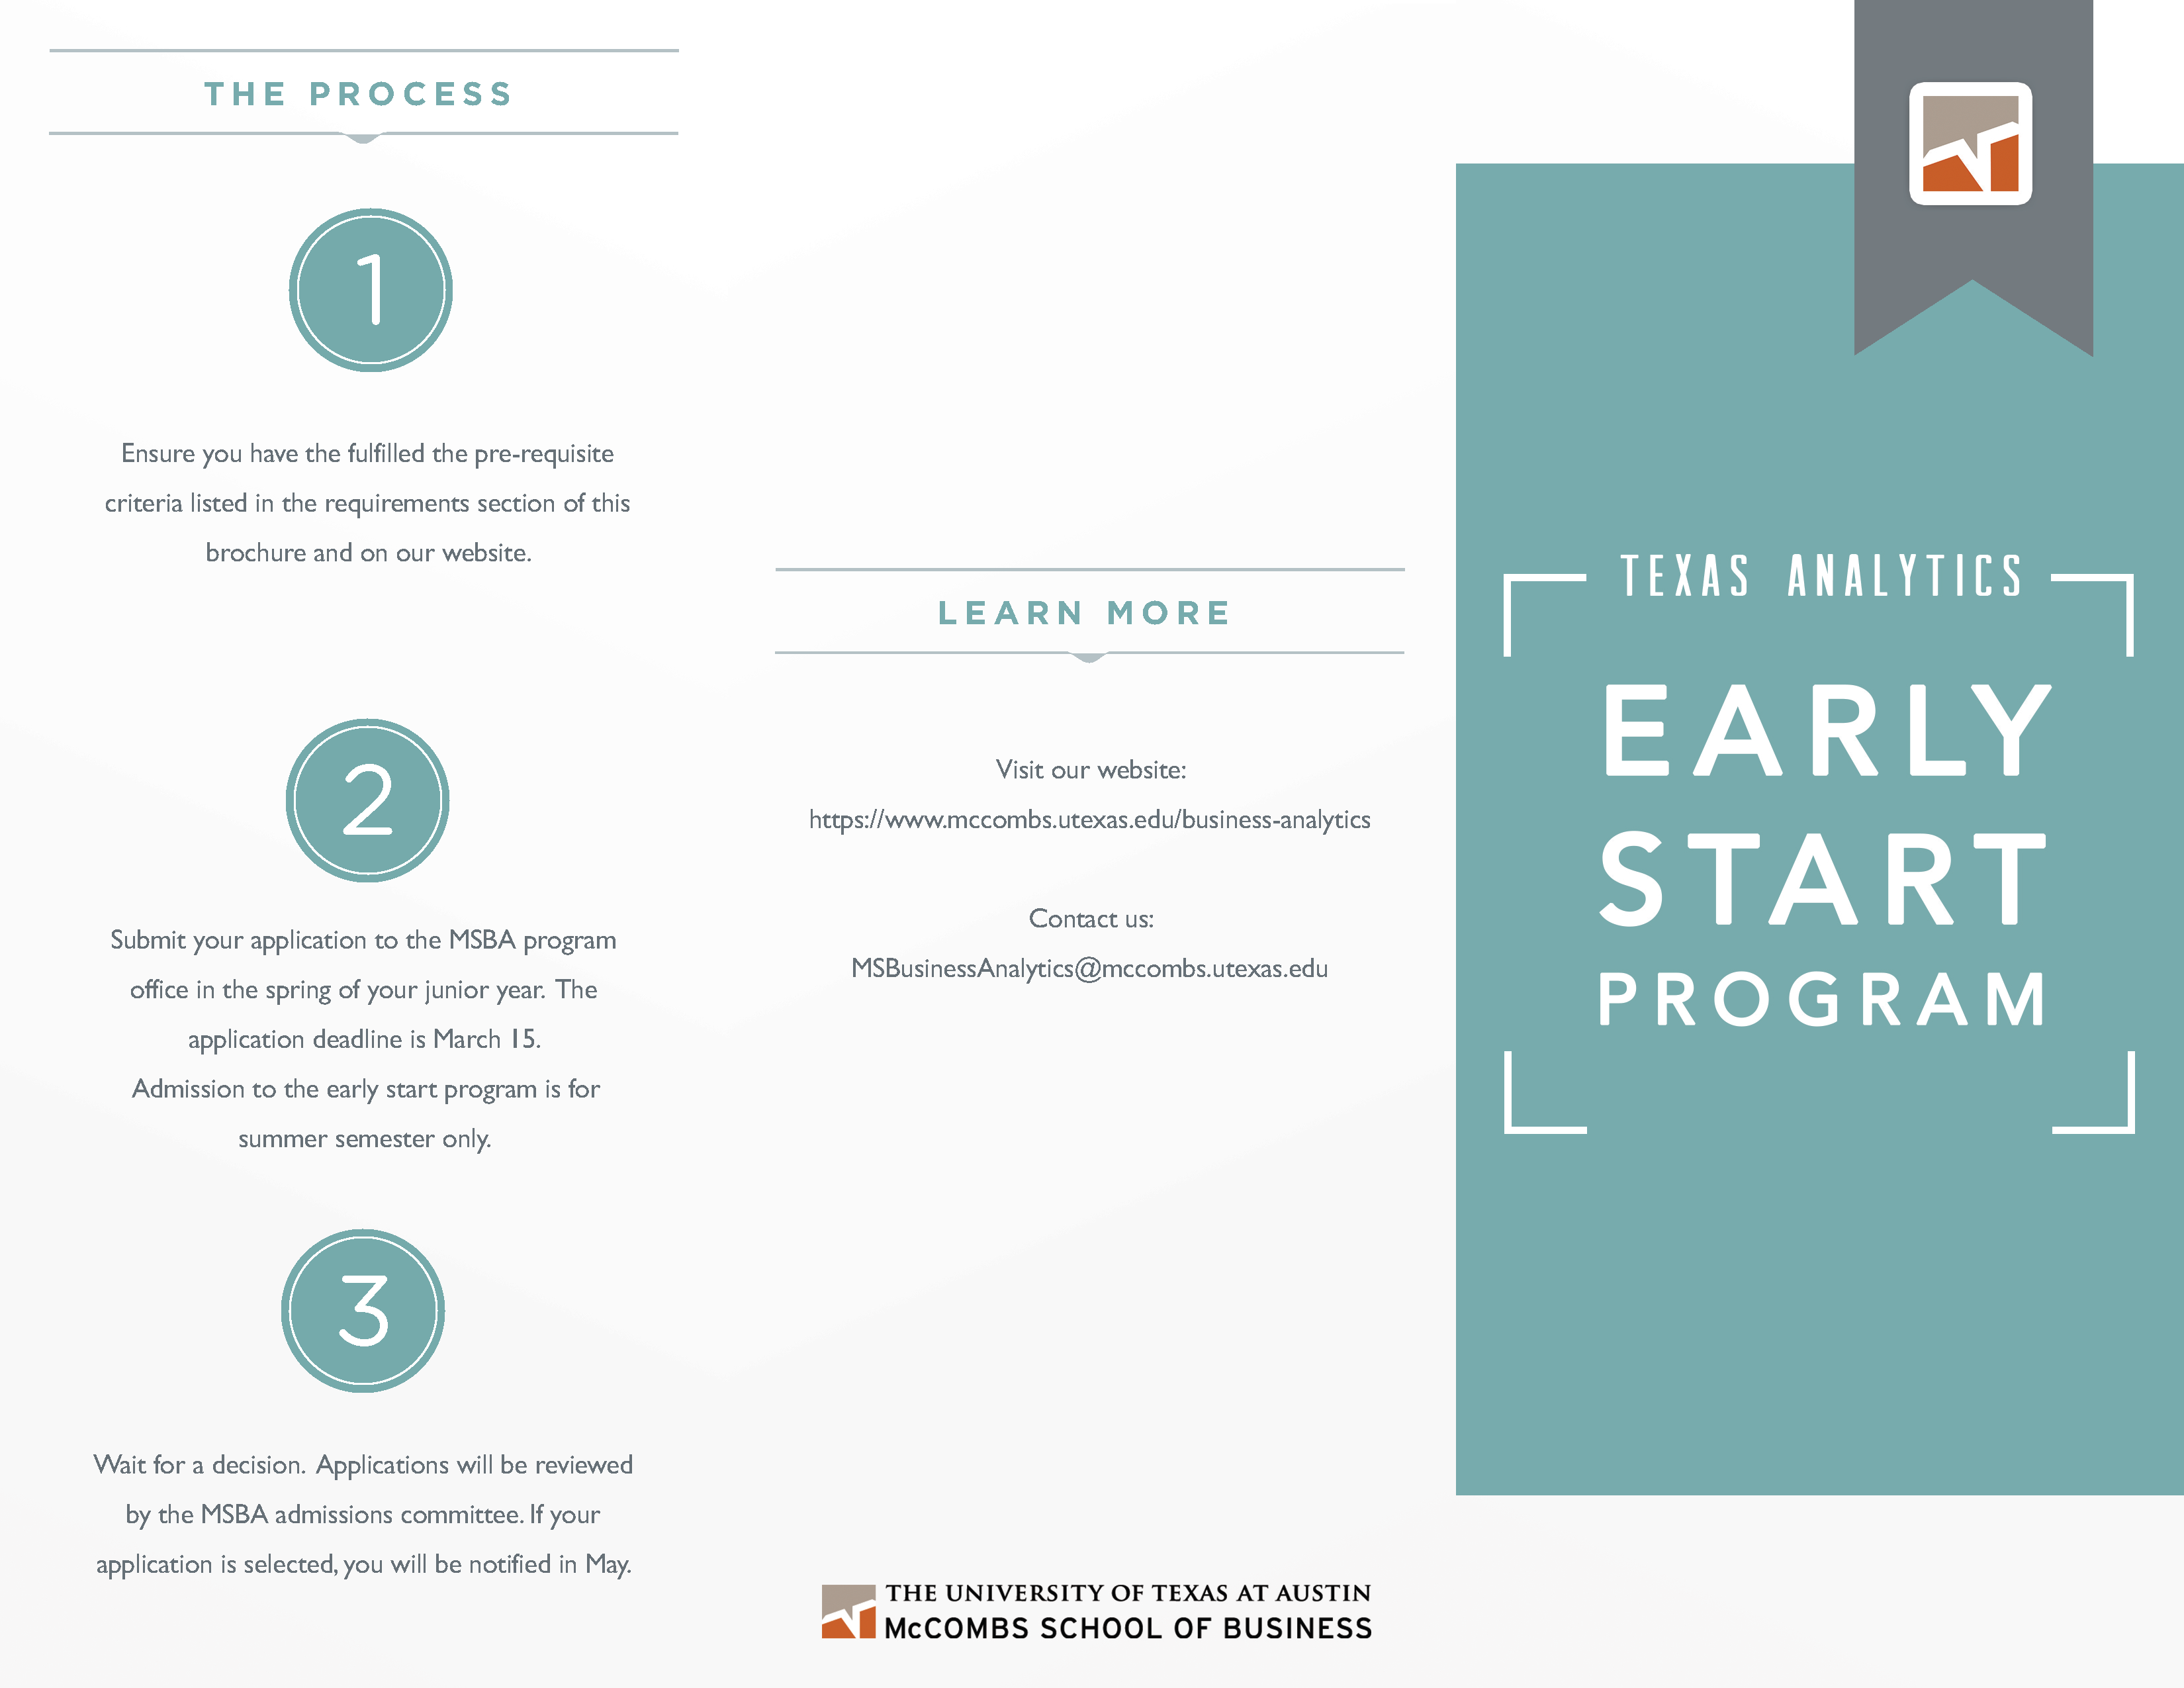 THE PROCESS
1
Ensure you have the fulfilled the pre-requisite
criteria listed in the requirements section of this
brochure and on our website.
2
Submit your application to the MSBA program
office in the spring of your junior year. The
application deadline is March 15.
Admission to the early start program is for
summer semester only.
3
Wait for a decision. Applications will be reviewed
by the MSBA admissions committee. If your
application is selected, you will be notified in May.
LEARN MORE
Visit our website:
https://www.mccombs.utexas.edu/business-analytics
Contact us:
MSBusinessAnalytics@mccombs.utexas.edu
THE UNIVERSITY OF TEXAS AT AUSTIN
McCOMBS SCHOOL OF BUSINESS
TEXAS ANALYTICS
EARLY
START
PROGRAM